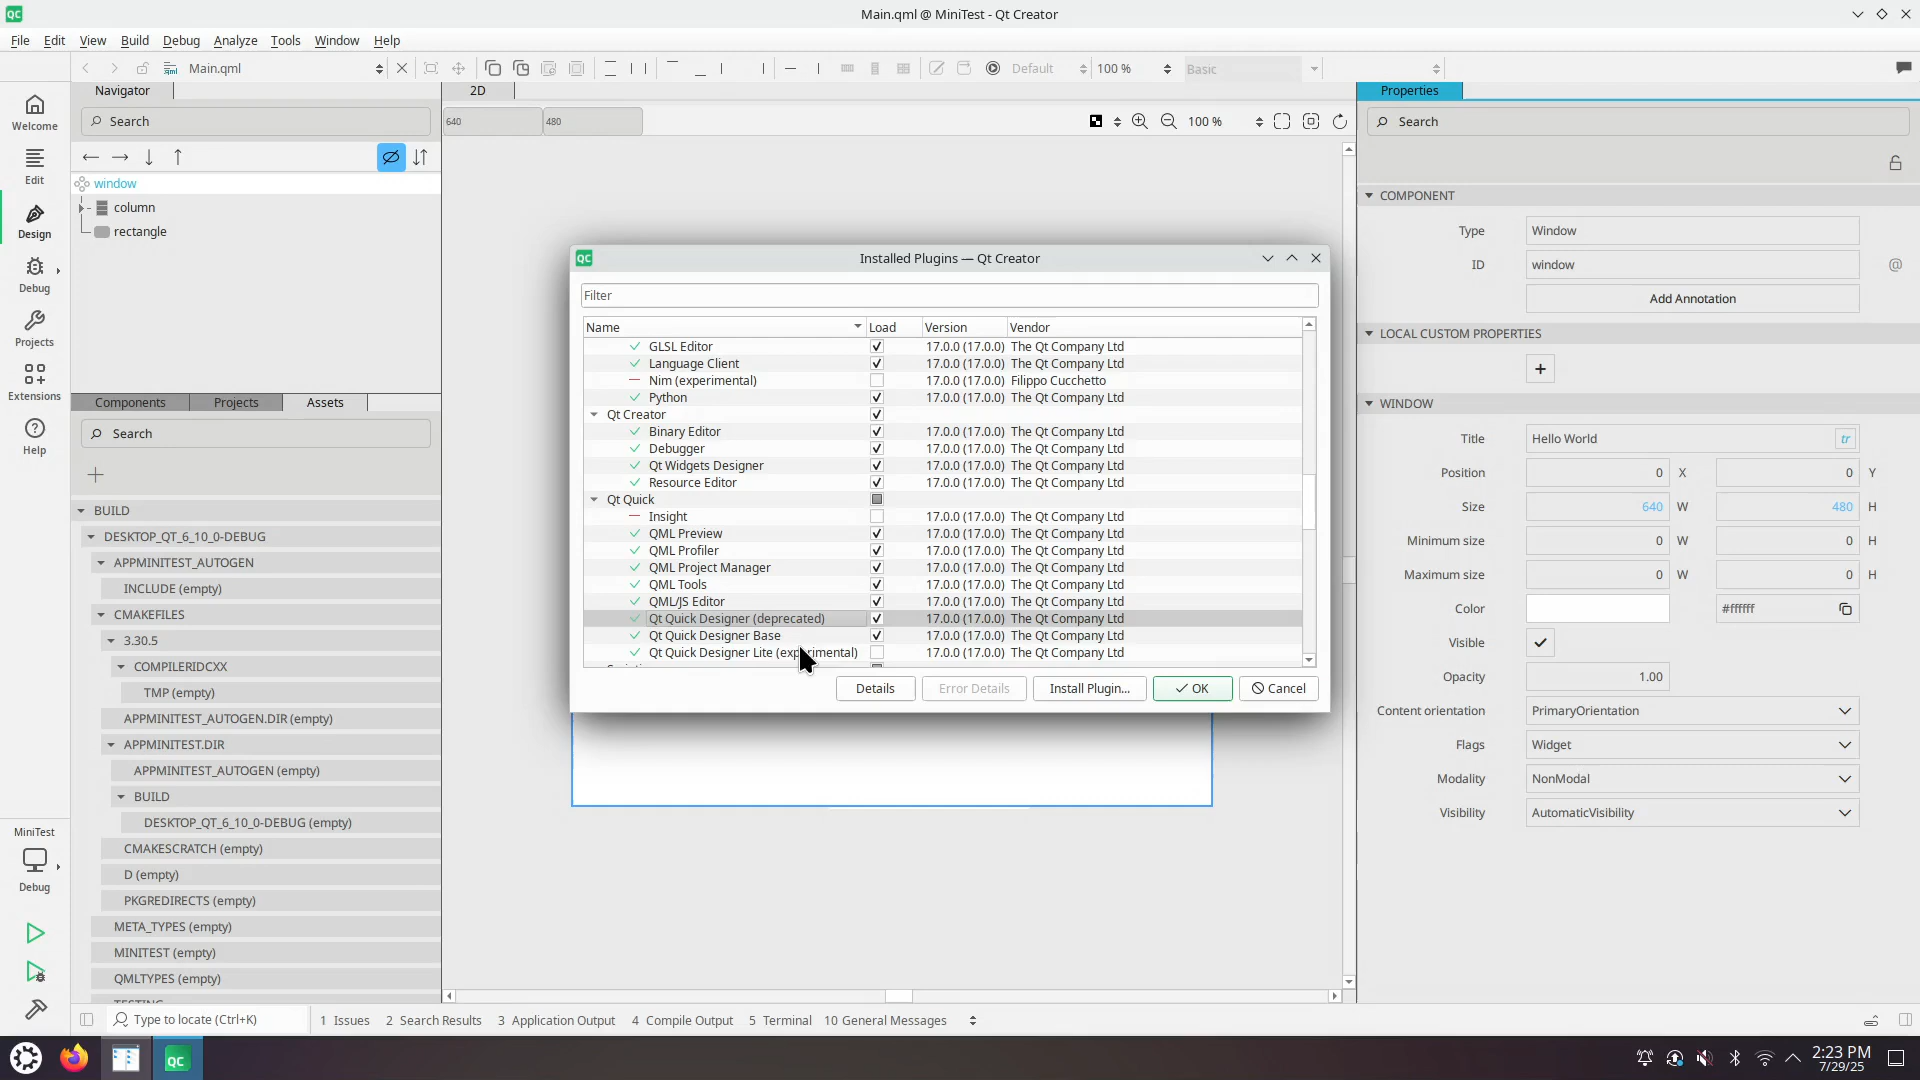 QC
Main.qml @ MiniTest - Qt Creator
File Edit View Build Debug Analyze Tools Window Help
Main.qml
Default
100 %
Basic
Welcome
Edit
Design
Debug
Projects
Extensions
Help
MiniTest
Debug
Navigator
Search
window
column
rectangle
Components Projects Assets
Search
BUILD
DESKTOP_QT_6_10_0-DEBUG
APPMINITEST_AUTOGEN
INCLUDE (empty)
CMAKEFILES
3.30.5
COMPILERIDCXX
TMP (empty)
APPMINITEST_AUTOGEN.DIR (empty)
APPMINITEST.DIR
APPMINITEST_AUTOGEN (empty)
BUILD
DESKTOP_QT_6_10_0-DEBUG (empty)
CMAKESCRATCH (empty)
D (empty)
PKGREDIRECTS (empty)
META_TYPES (empty)
MINITEST (empty)
QMLTYPES (empty)
2D
640 480
100 %
QC
Installed Plugins — Qt Creator
Filter
Name Load Version Vendor
GLSL Editor 17.0.0 (17.0.0) The Qt Company Ltd
Language Client 17.0.0 (17.0.0) The Qt Company Ltd
Nim (experimental) 17.0.0 (17.0.0) Filippo Cucchetto
Python 17.0.0 (17.0.0) The Qt Company Ltd
Qt Creator
Binary Editor 17.0.0 (17.0.0) The Qt Company Ltd
Debugger 17.0.0 (17.0.0) The Qt Company Ltd
Qt Widgets Designer 17.0.0 (17.0.0) The Qt Company Ltd
Resource Editor 17.0.0 (17.0.0) The Qt Company Ltd
Qt Quick
Insight 17.0.0 (17.0.0) The Qt Company Ltd
QML Preview 17.0.0 (17.0.0) The Qt Company Ltd
QML Profiler 17.0.0 (17.0.0) The Qt Company Ltd
QML Project Manager 17.0.0 (17.0.0) The Qt Company Ltd
QML Tools 17.0.0 (17.0.0) The Qt Company Ltd
QML/JS Editor 17.0.0 (17.0.0) The Qt Company Ltd
Qt Quick Designer (deprecated) 17.0.0 (17.0.0) The Qt Company Ltd
Qt Quick Designer Base 17.0.0 (17.0.0) The Qt Company Ltd
Qt Quick Designer Lite (experimental) 17.0.0 (17.0.0) The Qt Company Ltd
Details Error Details Install Plugin... OK Cancel
Properties
Search
COMPONENT
Type Window
ID window @
Add Annotation
LOCAL CUSTOM PROPERTIES
+
WINDOW
Title Hello World tr
Position 0 X 0 Y
Size 640 W 480 H
Minimum size 0 W 0 H
Maximum size 0 W 0 H
Color #ffffff
Visible
Opacity 1.00
Content orientation PrimaryOrientation
Flags Widget
Modality NonModal
Visibility AutomaticVisibility
Type to locate (Ctrl+K) 1 Issues 2 Search Results 3 Application Output 4 Compile Output 5 Terminal 10 General Messages
QC
2:23 PM
7/29/25